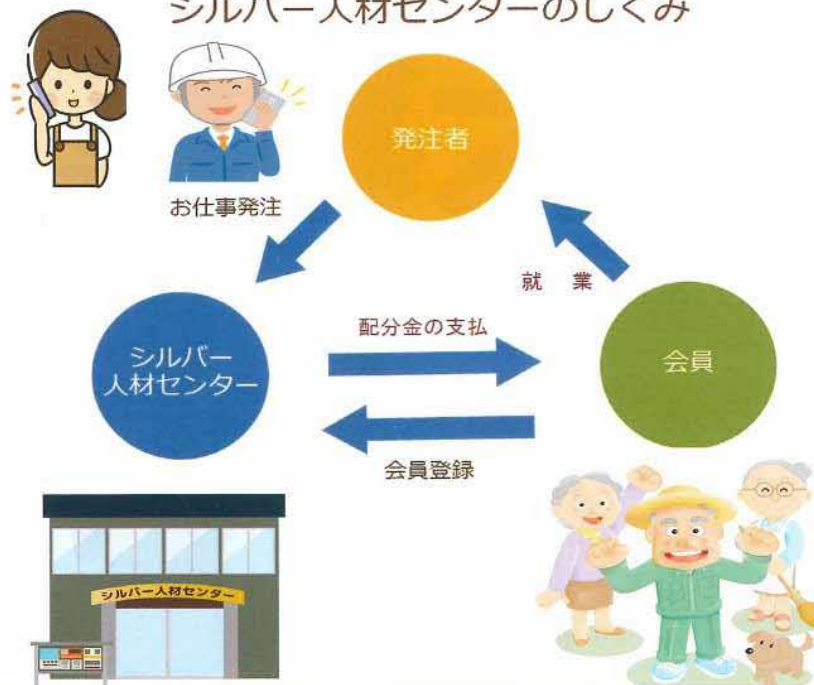 シルバー人材センターのしくみ
発注者
お仕事発注
就 業
配分金の支払
シルバー
人材センター
会員
会員登録
シルバー人材センター